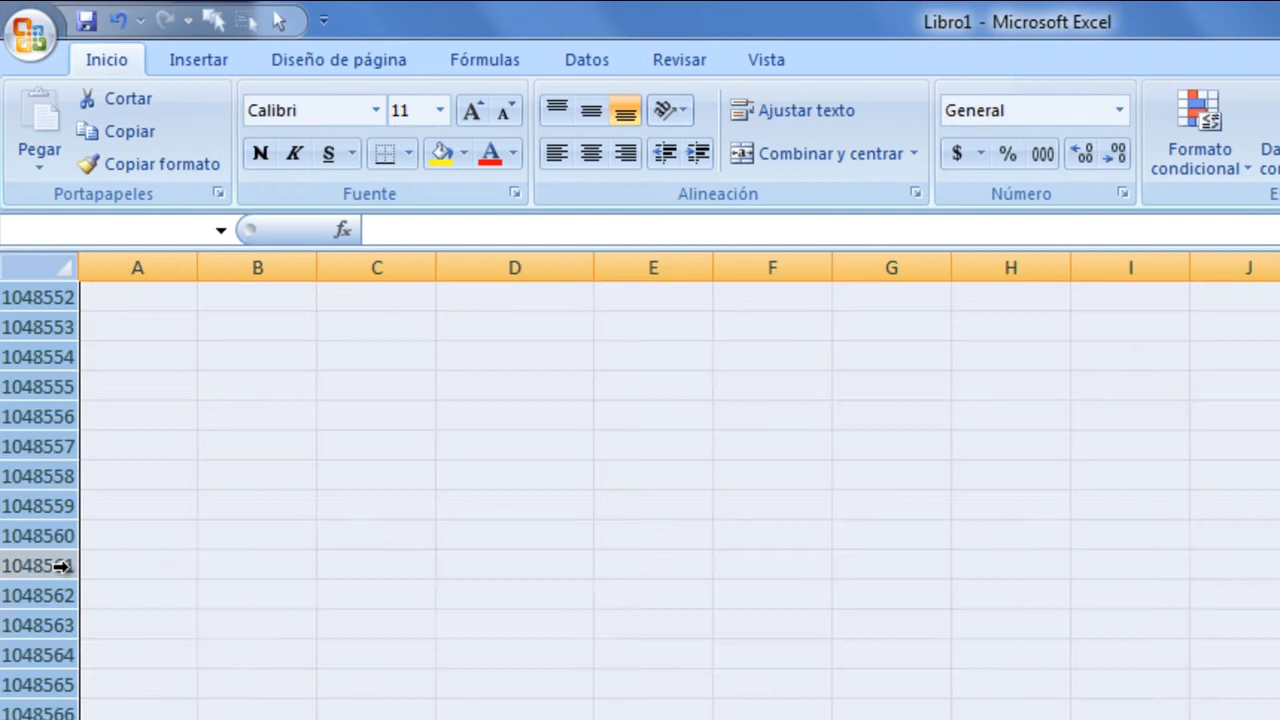 Libro1 - Microsoft Excel
Inicio Insertar Diseño de página Fórmulas Datos Revisar Vista
Pegar
Cortar
Copiar
Copiar formato
Portapapeles
Calibri 11
N K S
Fuente
Ajustar texto
Combinar y centrar
Alineación
General
$ % 000
Número
Formato
condicional
fx
A B C D E F G H I J
1048552
1048553
1048554
1048555
1048556
1048557
1048558
1048559
1048560
1048561
1048562
1048563
1048564
1048565
1048566